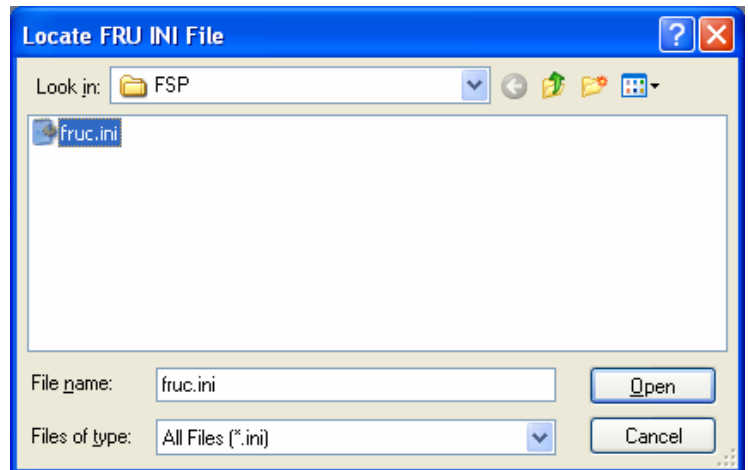 Locate FRU INI File
Look in: FSP
fruc.ini
File name: fruc.ini
Open
Files of type: All Files (*.ini)
Cancel